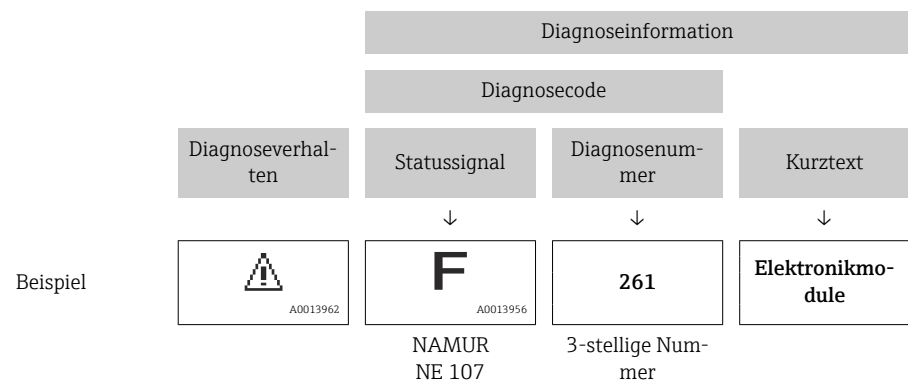 Diagnoseinformation
Diagnosecode
Diagnoseverhal-
ten
Statussignal
Diagnosenum-
mer
Kurztext
↓
↓
↓
Beispiel
A0013962
F
A0013956
261
Elektronikmo-
dule
NAMUR
NE 107
3-stellige Num-
mer